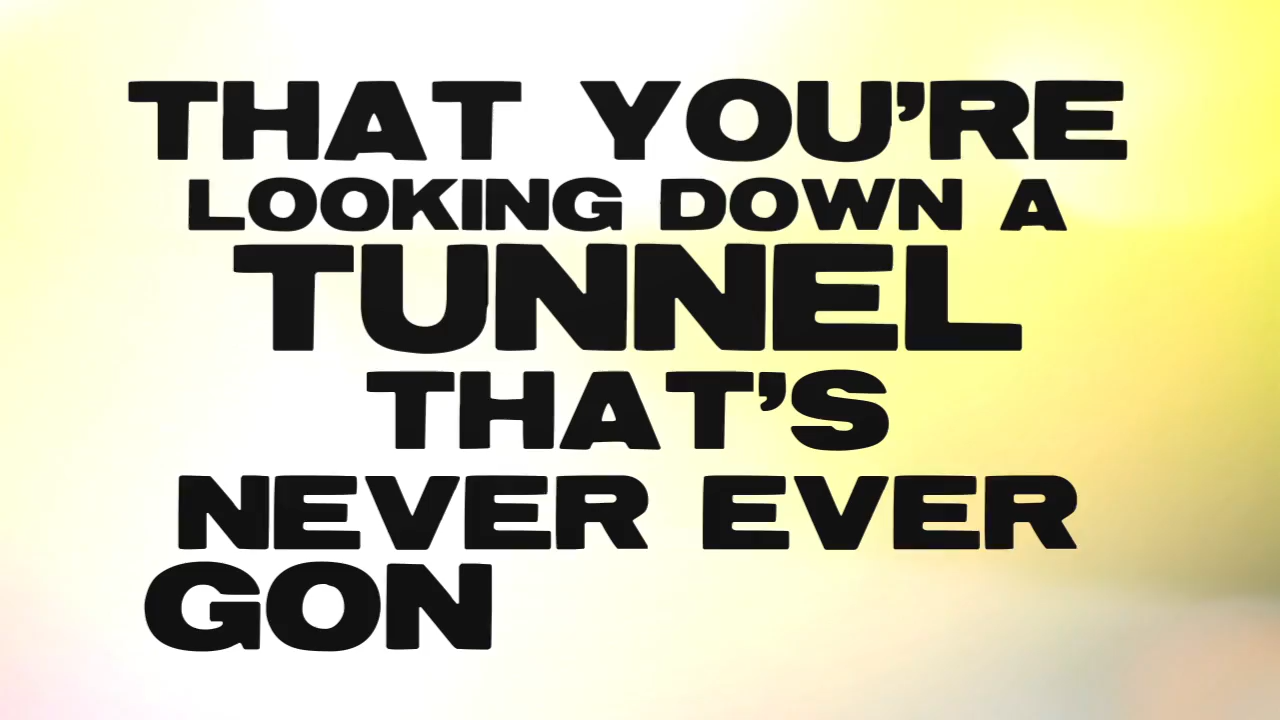 THAT YOU'RE
LOOKING DOWN A
TUNNEL
THAT'S
NEVER EVER
GON